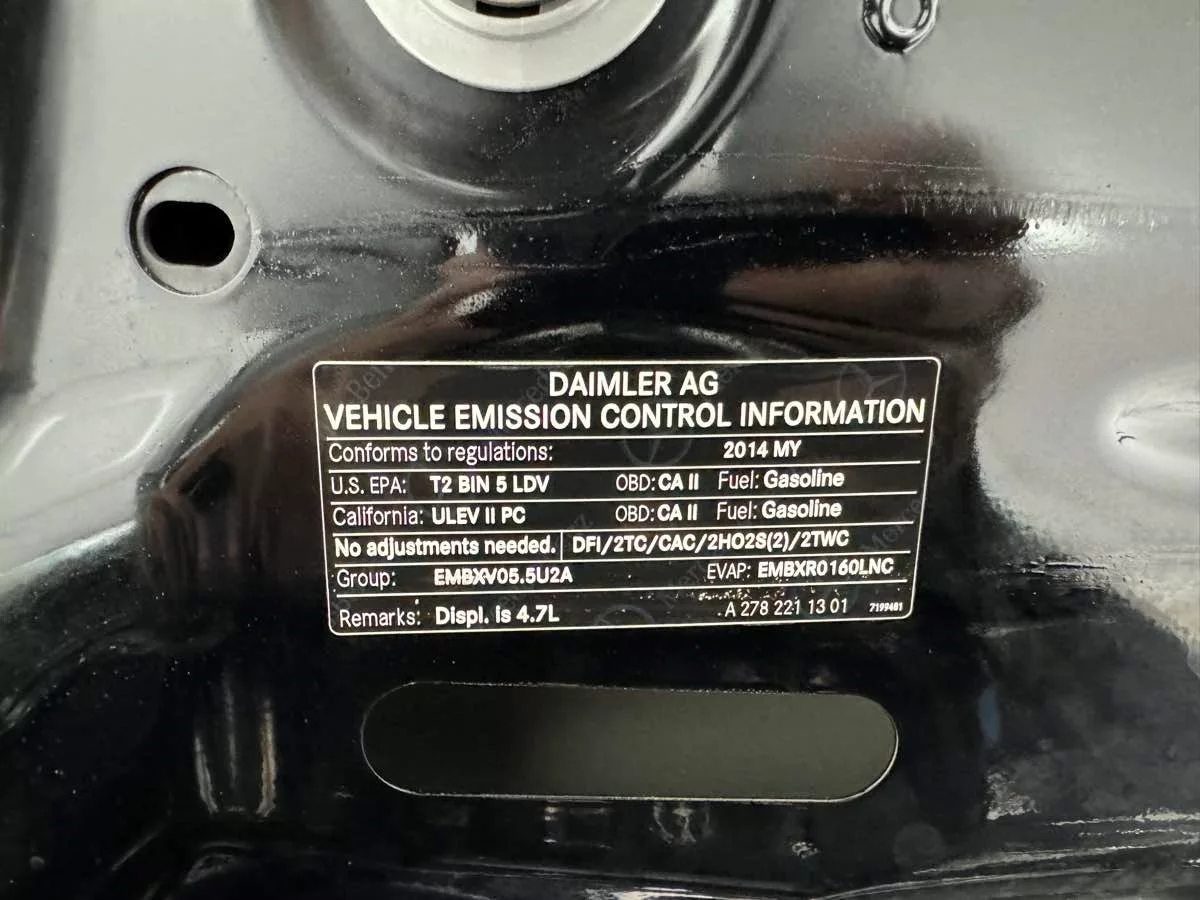 DAIMLER AG
VEHICLE EMISSION CONTROL INFORMATION
Conforms to regulations: 2014 MY
U.S. EPA: T2 BIN 5 LDV OBD: CA II Fuel: Gasoline
California: ULEV II PC OBD: CA II Fuel: Gasoline
No adjustments needed. DFI/2TC/CAC/2HO2S(2)/2TWC
Group: EMBXV05.5U2A EVAP: EMBXR0160LNC
Remarks: Displ. is 4.7L A 278 221 13 01 7199481